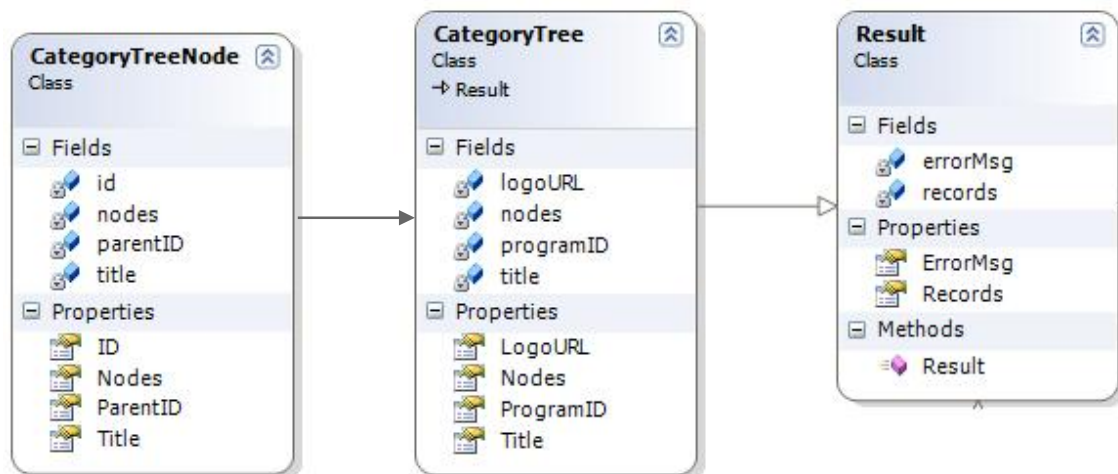 CategoryTreeNode
Class
Fields
id
nodes
parentID
title
Properties
ID
Nodes
ParentID
Title
CategoryTree
Class
Result
Fields
logoURL
nodes
programID
title
Properties
LogoURL
Nodes
ProgramID
Title
Result
Class
Fields
errorMsg
records
Properties
ErrorMsg
Records
Methods
Result